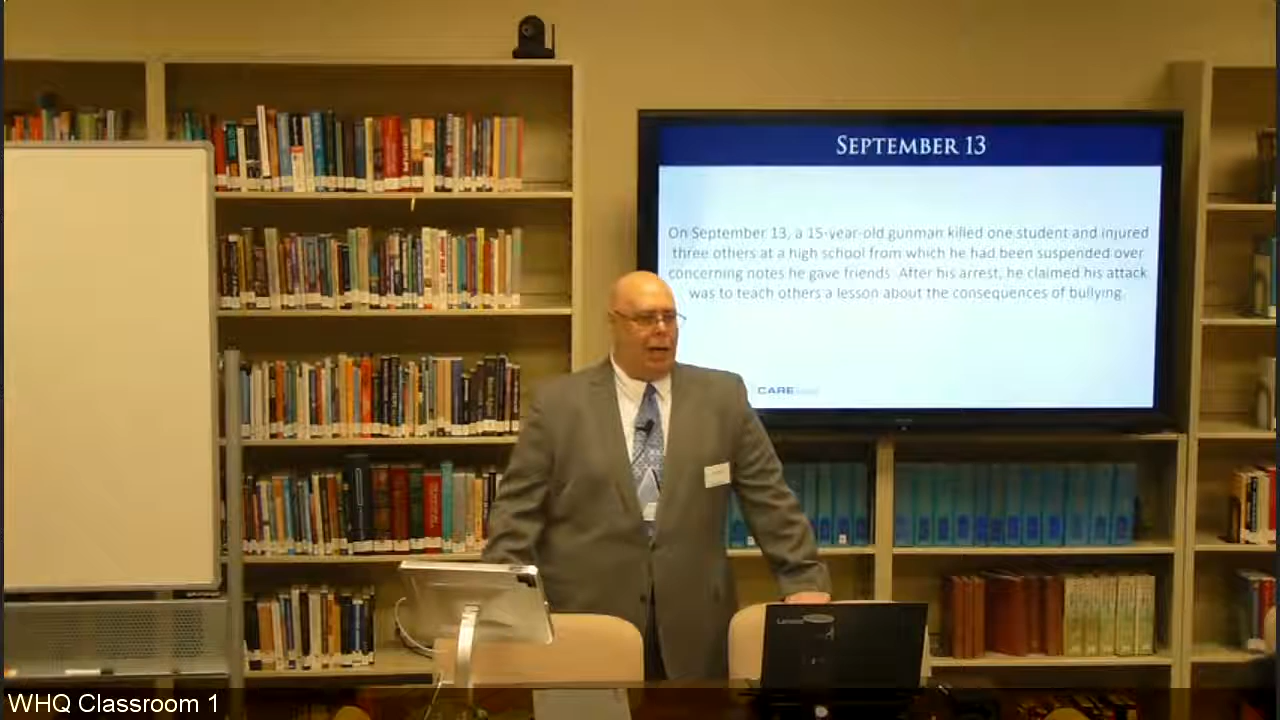 SEPTEMBER 13
On September 13, a 15-year-old gunman killed one student and injured
three others at a high school from which he had been suspended over
concerning notes he gave friends. After his arrest, he claimed his attack
was to teach others a lesson about the consequences of bullying.
CARE
Lenovo
WHQ Classroom 1